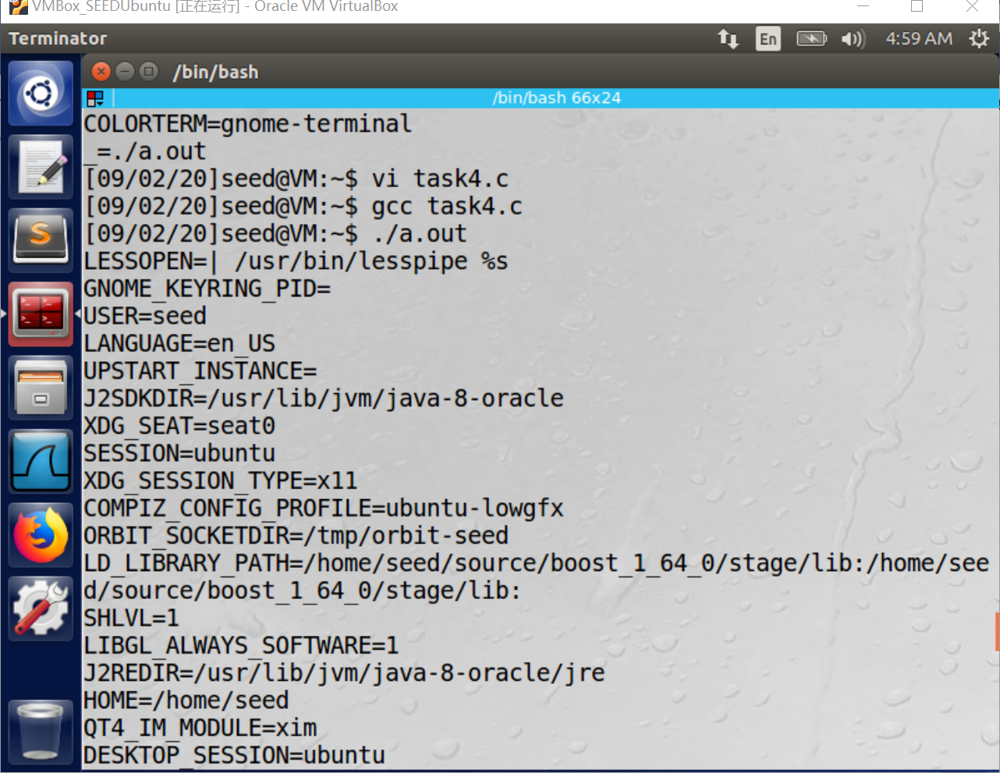 VMBox_SEEDUbuntu [正在运行] - Oracle VM VirtualBox
Terminator
En
4:59 AM
/bin/bash
/bin/bash 66x24
COLORTERM=gnome-terminal
_=./a.out
[09/02/20]seed@VM:~$ vi task4.c
[09/02/20]seed@VM:~$ gcc task4.c
[09/02/20]seed@VM:~$ ./a.out
LESSOPEN=| /usr/bin/lesspipe %s
GNOME_KEYRING_PID=
USER=seed
LANGUAGE=en_US
UPSTART_INSTANCE=
J2SDKDIR=/usr/lib/jvm/java-8-oracle
XDG_SEAT=seat0
SESSION=ubuntu
XDG_SESSION_TYPE=x11
COMPIZ_CONFIG_PROFILE=ubuntu-lowgfx
ORBIT_SOCKETDIR=/tmp/orbit-seed
LD_LIBRARY_PATH=/home/seed/source/boost_1_64_0/stage/lib:/home/see
d/source/boost_1_64_0/stage/lib:
SHLVL=1
LIBGL_ALWAYS_SOFTWARE=1
J2REDIR=/usr/lib/jvm/java-8-oracle/jre
HOME=/home/seed
QT4_IM_MODULE=xim
DESKTOP_SESSION=ubuntu